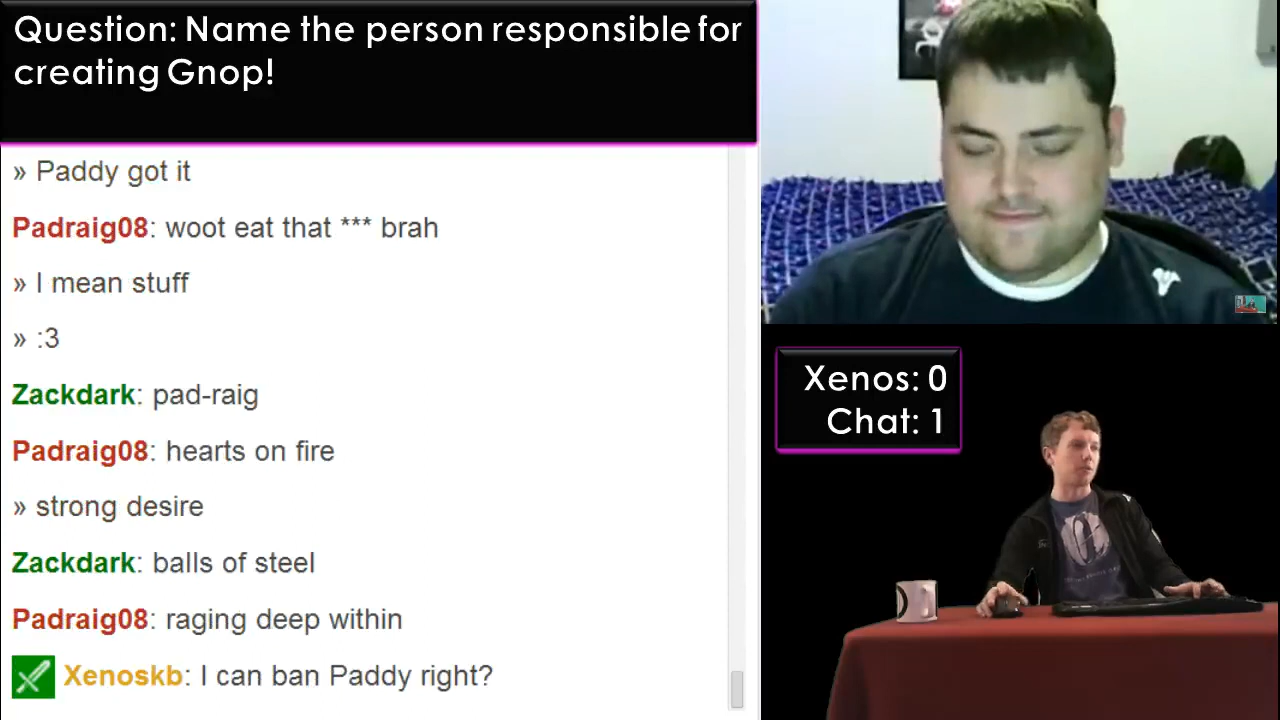 Question: Name the person responsible for
creating Gnop!
» Paddy got it
Padraig08: woot eat that *** brah
» I mean stuff
» :3
Zackdark: pad-raig
Padraig08: hearts on fire
» strong desire
Zackdark: balls of steel
Padraig08: raging deep within
Xenoskb: I can ban Paddy right?
Xenos: 0
Chat: 1